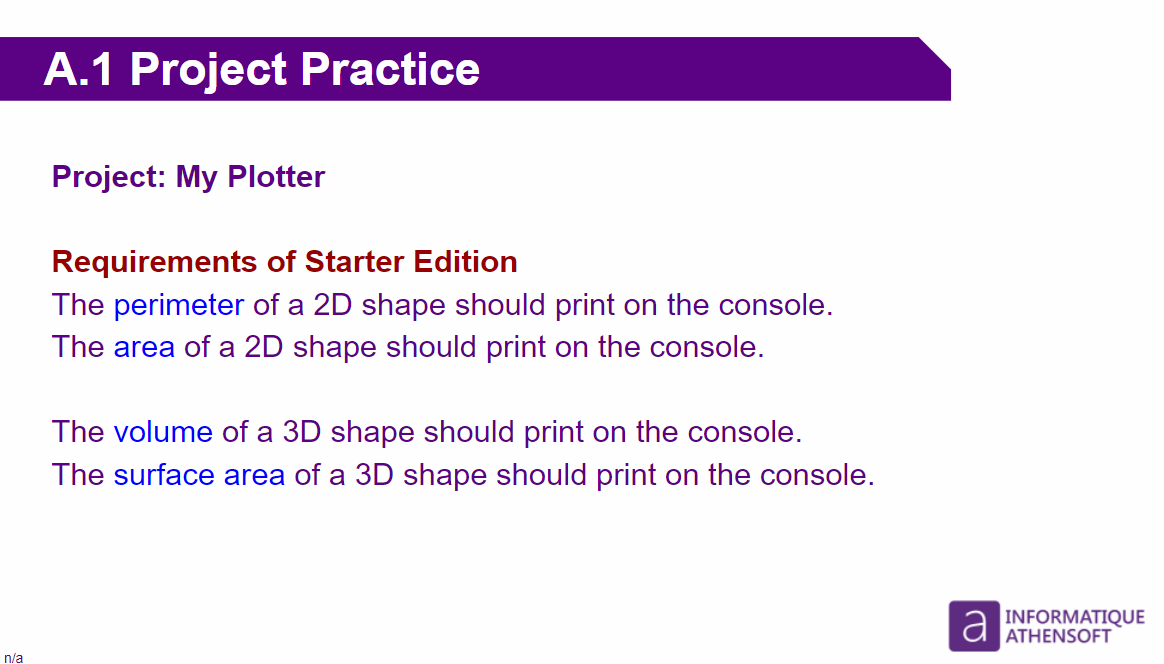 A.1 Project Practice
Project: My Plotter
Requirements of Starter Edition
The perimeter of a 2D shape should print on the console.
The area of a 2D shape should print on the console.
The volume of a 3D shape should print on the console.
The surface area of a 3D shape should print on the console.
a
INFORMATIQUE
ATHENSOFT
n/a